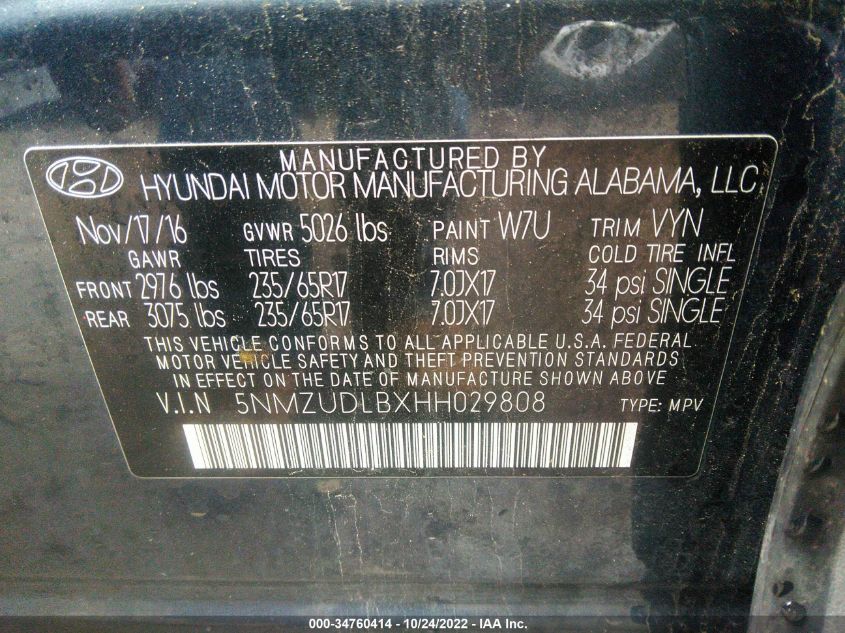 MANUFACTURED BY
HYUNDAI MOTOR MANUFACTURING ALABAMA, LLC
Nov/17/16 GVWR 5026 lbs PAINT W7U TRIM VYN
GAWR TIRES RIMS COLD TIRE INFL
FRONT 2976 lbs 235/65R17 7.0JX17 34 psi SINGLE
REAR 3075 lbs 235/65R17 7.0JX17 34 psi SINGLE
THIS VEHICLE CONFORMS TO ALL APPLICABLE U.S.A. FEDERAL
MOTOR VEHICLE SAFETY AND THEFT PREVENTION STANDARDS
IN EFFECT ON THE DATE OF MANUFACTURE SHOWN ABOVE
V.I.N 5NMZUDLBXHH029808 TYPE: MPV
000-34760414 - 10/24/2022 - IAA Inc.